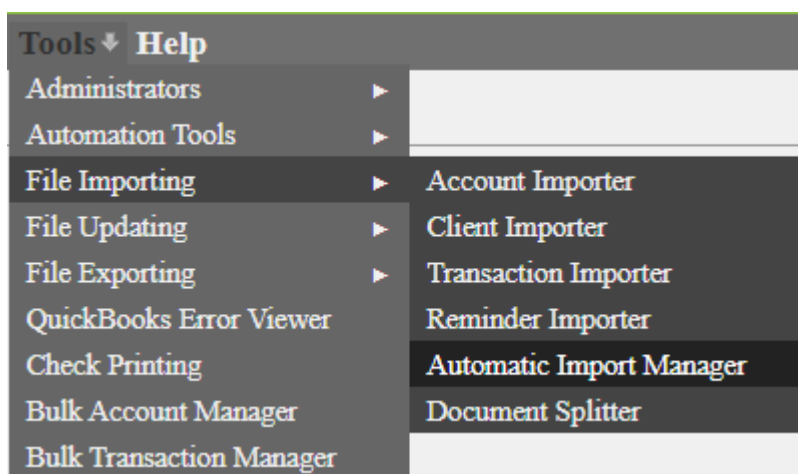 Tools Help
Administrators
Automation Tools
File Importing
File Updating
File Exporting
QuickBooks Error Viewer
Check Printing
Bulk Account Manager
Bulk Transaction Manager
Account Importer
Client Importer
Transaction Importer
Reminder Importer
Automatic Import Manager
Document Splitter